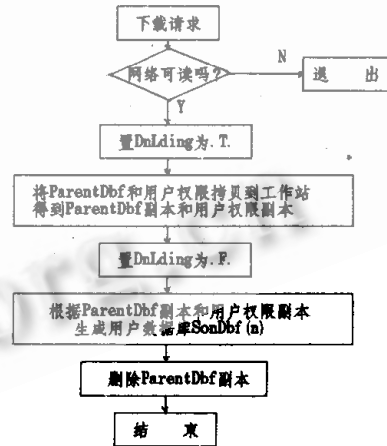 下载请求
网络可读吗?
N
退 出
Y
置DnLding为.T.
将ParentDbf和用户权限拷贝到工作站
得到ParentDbf副本和用户权限副本
置DnLding为.F.
根据ParentDbf副本和用户权限副本
生成用户数据库SonDbf(n)
删除ParentDbf副本
结 束